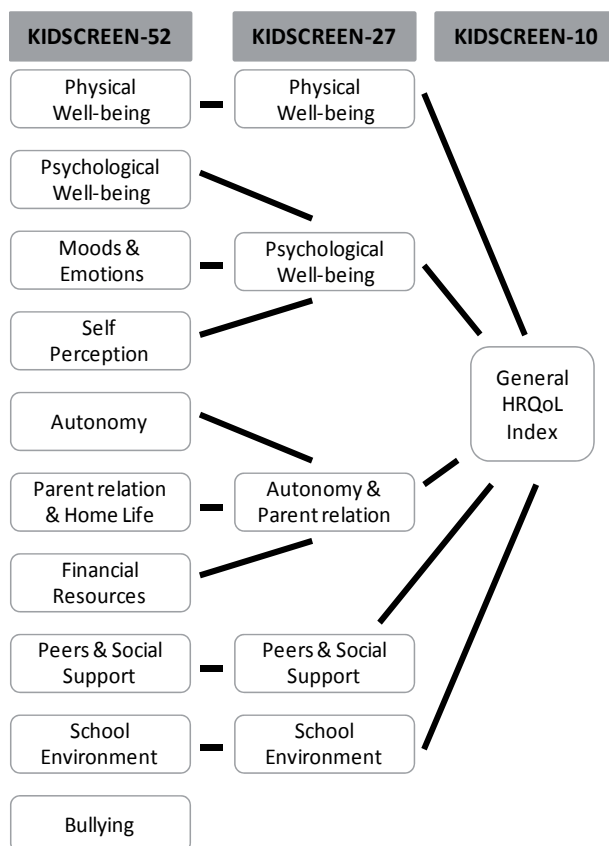 KIDSCREEN-52
KIDSCREEN-27
KIDSCREEN-10
Physical
Well-being
Physical
Well-being
Psychological
Well-being
Moods &
Emotions
Psychological
Well-being
Self
Perception
General
HRQoL
Index
Autonomy
Parent relation
& Home Life
Autonomy &
Parent relation
Financial
Resources
Peers & Social
Support
Peers & Social
Support
School
Environment
School
Environment
Bullying